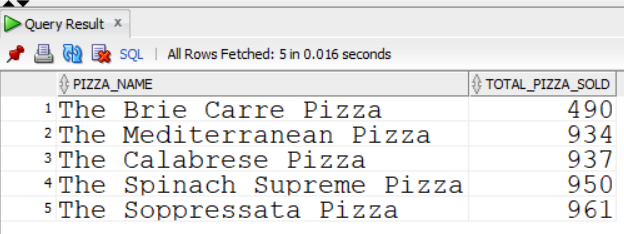 Query Result x
SQL | All Rows Fetched: 5 in 0.016 seconds
PIZZA_NAME TOTAL_PIZZA_SOLD
1 The Brie Carre Pizza 490
2 The Mediterranean Pizza 934
3 The Calabrese Pizza 937
4 The Spinach Supreme Pizza 950
5 The Soppressata Pizza 961